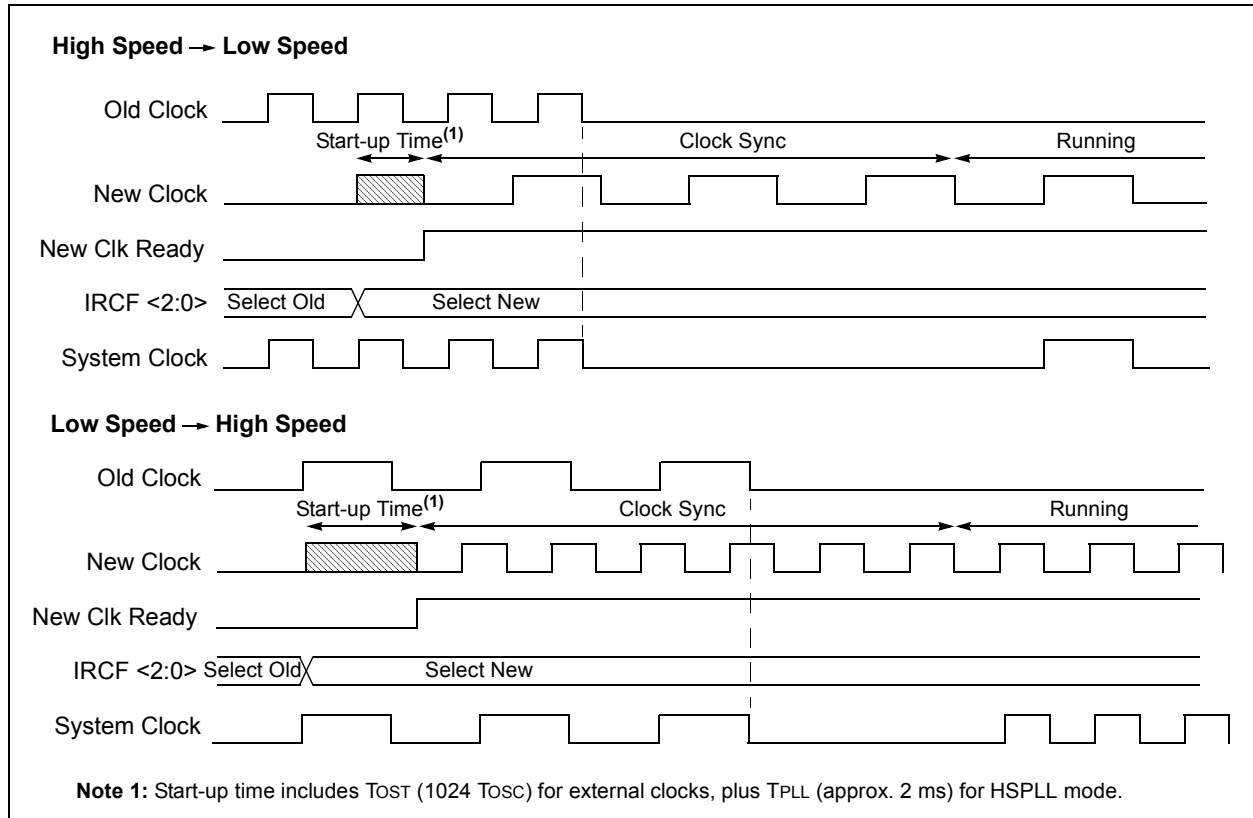 High Speed → Low Speed
Old Clock
Start-up Time(1)
Clock Sync
Running
New Clock
New Clk Ready
IRCF <2:0>
Select Old
Select New
System Clock
Low Speed → High Speed
Old Clock
Start-up Time(1)
Clock Sync
Running
New Clock
New Clk Ready
IRCF <2:0>
Select Old
Select New
System Clock
Note 1: Start-up time includes TOST (1024 TOSC) for external clocks, plus TPLL (approx. 2 ms) for HSPLL mode.